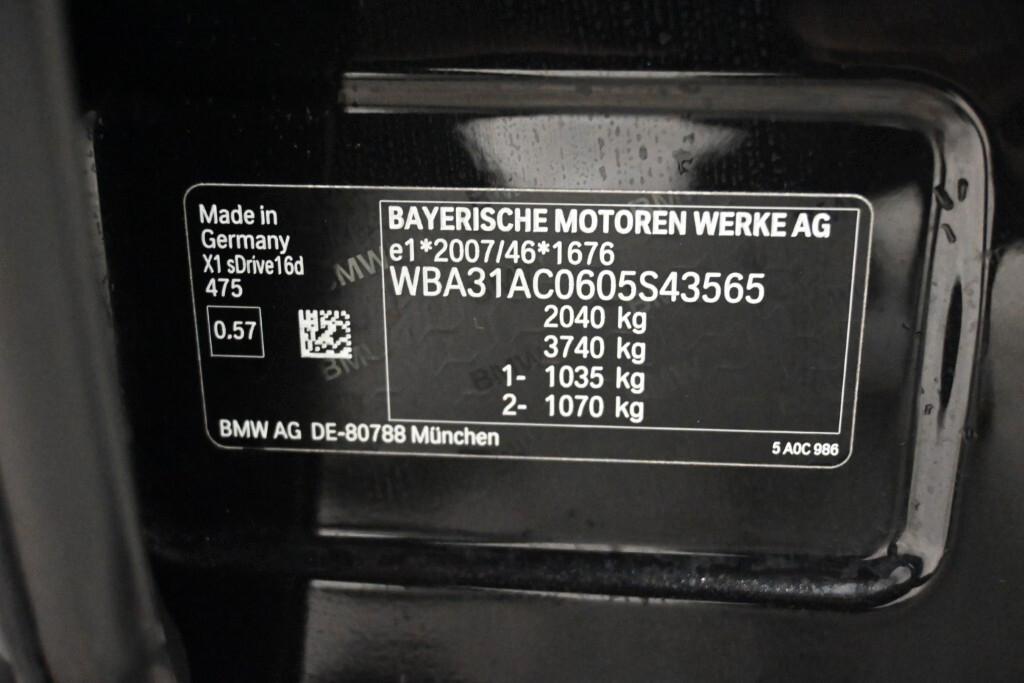 Made in
Germany
X1 sDrive16d
475
0.57
BAYERISCHE MOTOREN WERKE AG
e1*2007/46*1676
WBA31AC0605S43565
2040 kg
3740 kg
1- 1035 kg
2- 1070 kg
BMW AG DE-80788 München
5 A0C 986